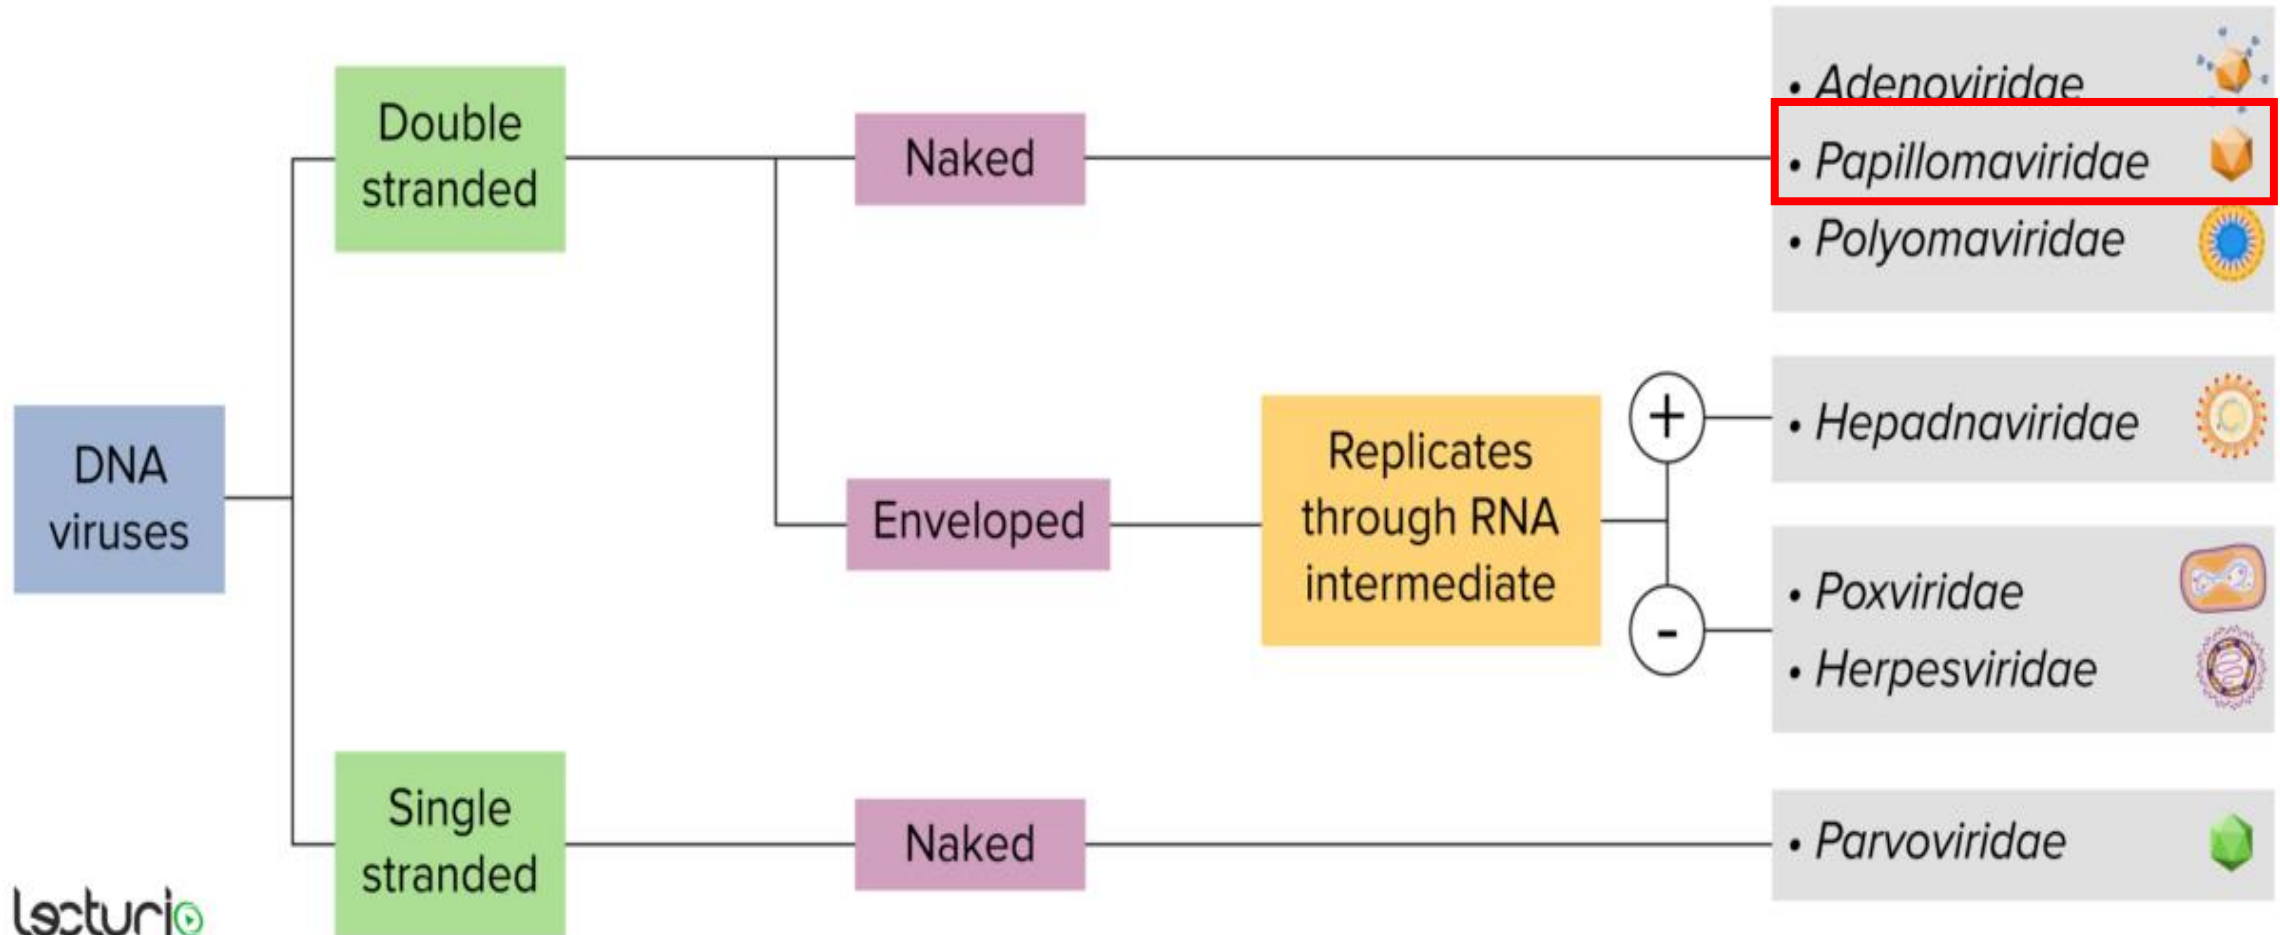 Double
stranded
Naked
• Adenoviridae
• Papillomaviridae
• Polyomaviridae
DNA
viruses
Enveloped
Replicates
through RNA
intermediate
+
-
• Hepadnaviridae
• Poxviridae
• Herpesviridae
Single
stranded
Naked
• Parvoviridae
lecturio